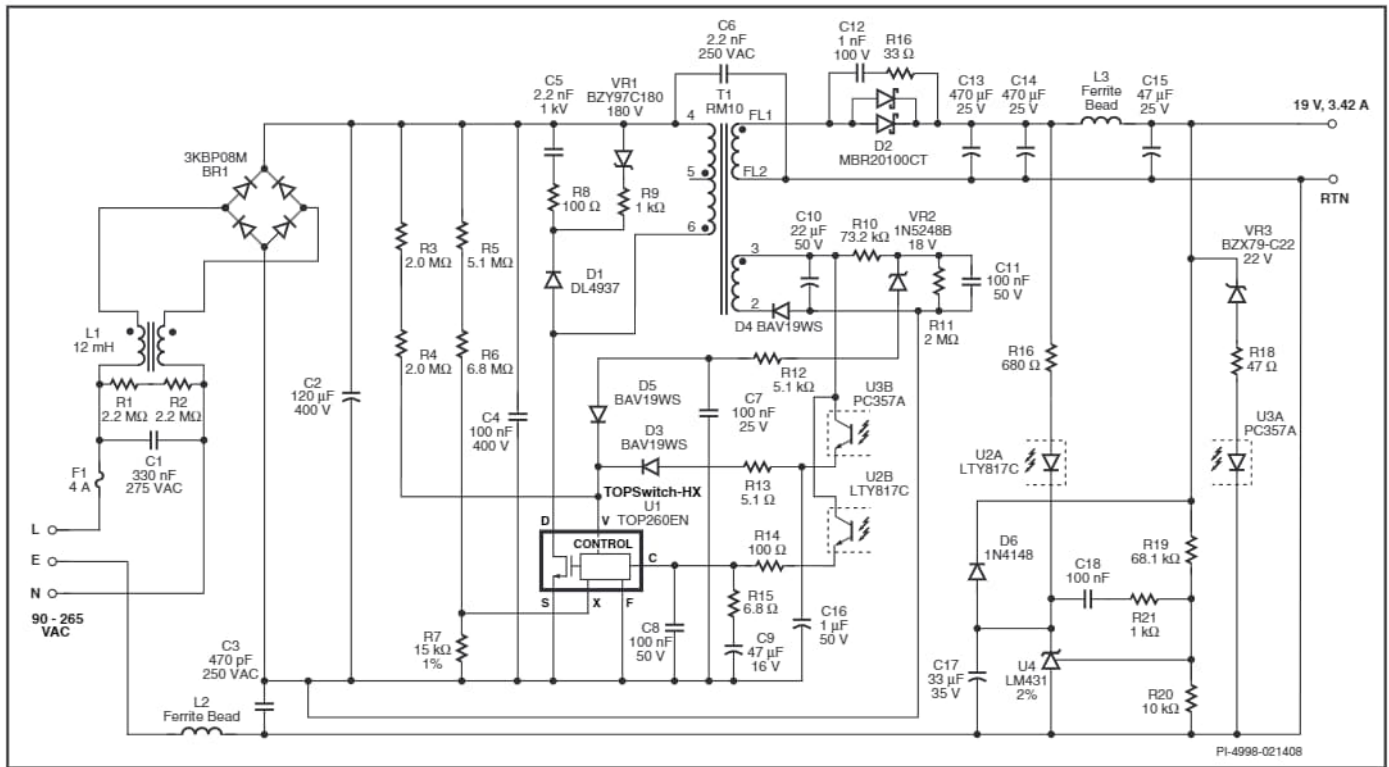 C6
2.2 nF
250 VAC
C12
1 nF
100 V
R16
33 Ω
C5
2.2 nF
1 kV
VR1
BZY97C180
180 V
T1
RM10
4
5
6
FL1
FL2
D2
MBR20100CT
C13
470 µF
25 V
C14
470 µF
25 V
L3
Ferrite
Bead
C15
47 µF
25 V
19 V, 3.42 A
RTN
3KBP08M
BR1
R8
100 Ω
R9
1 kΩ
R3
2.0 MΩ
R5
5.1 MΩ
D1
DL4937
3
2
C10
22 µF
50 V
R10
73.2 kΩ
VR2
1N5248B
18 V
C11
100 nF
50 V
R11
2 MΩ
D4 BAV19WS
VR3
BZX79-C22
22 V
L1
12 mH
R1
2.2 MΩ
R2
2.2 MΩ
C1
330 nF
275 VAC
F1
4 A
L
E
N
90 - 265
VAC
C2
120 µF
400 V
R4
2.0 MΩ
R6
6.8 MΩ
C4
100 nF
400 V
D5
BAV19WS
D3
BAV19WS
C7
100 nF
25 V
R12
5.1 kΩ
U3B
PC357A
R13
5.1 Ω
U2B
LTY817C
TOPSwitch-HX
U1
TOP260EN
D
V
CONTROL
C
S
X
F
R14
100 Ω
R15
6.8 Ω
C8
100 nF
50 V
C9
47 µF
16 V
C16
1 µF
50 V
R7
15 kΩ
1%
C3
470 pF
250 VAC
L2
Ferrite Bead
R16
680 Ω
R18
47 Ω
U3A
PC357A
U2A
LTY817C
D6
1N4148
R19
68.1 kΩ
C18
100 nF
R21
1 kΩ
C17
33 µF
35 V
U4
LM431
2%
R20
10 kΩ
PI-4998-021408